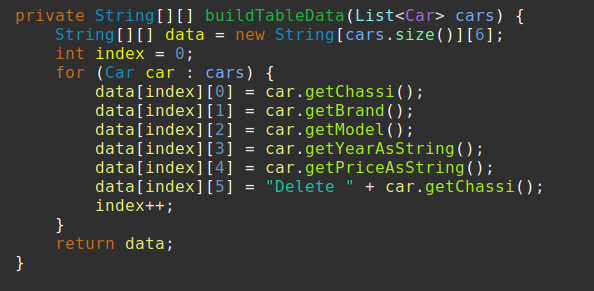 private String[][] buildTableData(List<Car> cars) {
    String[][] data = new String[cars.size()][6];
    int index = 0;
    for (Car car : cars) {
        data[index][0] = car.getChassi();
        data[index][1] = car.getBrand();
        data[index][2] = car.getModel();
        data[index][3] = car.getYearAsString();
        data[index][4] = car.getPriceAsString();
        data[index][5] = "Delete " + car.getChassi();
        index++;
    }
    return data;
}